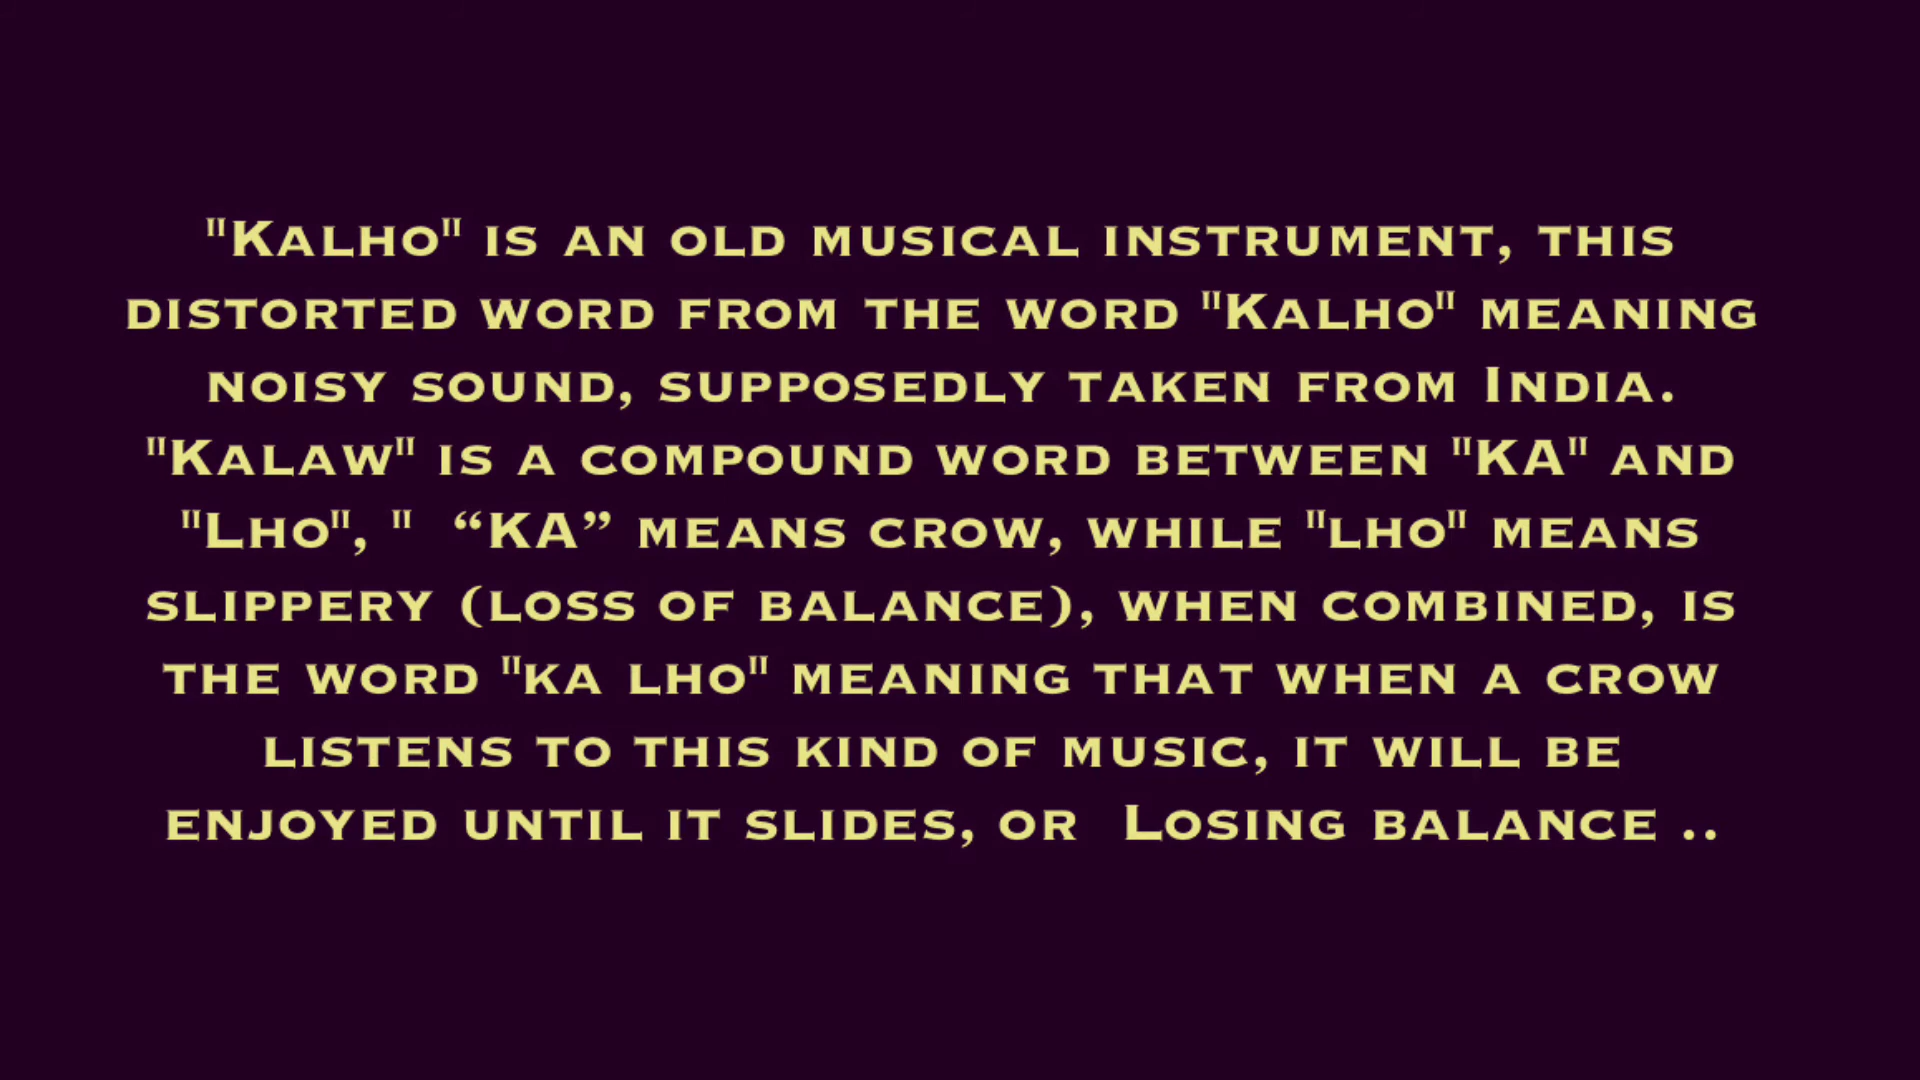 "Kalho" is an old musical instrument, this
distorted word from the word "Kalho" meaning
noisy sound, supposedly taken from India.
"Kalaw" is a compound word between "KA" and
"Lho", "  “KA” means crow, while "lho" means
slippery (loss of balance), when combined, is
the word "ka lho" meaning that when a crow
listens to this kind of music, it will be
enjoyed until it slides, or  Losing balance ..